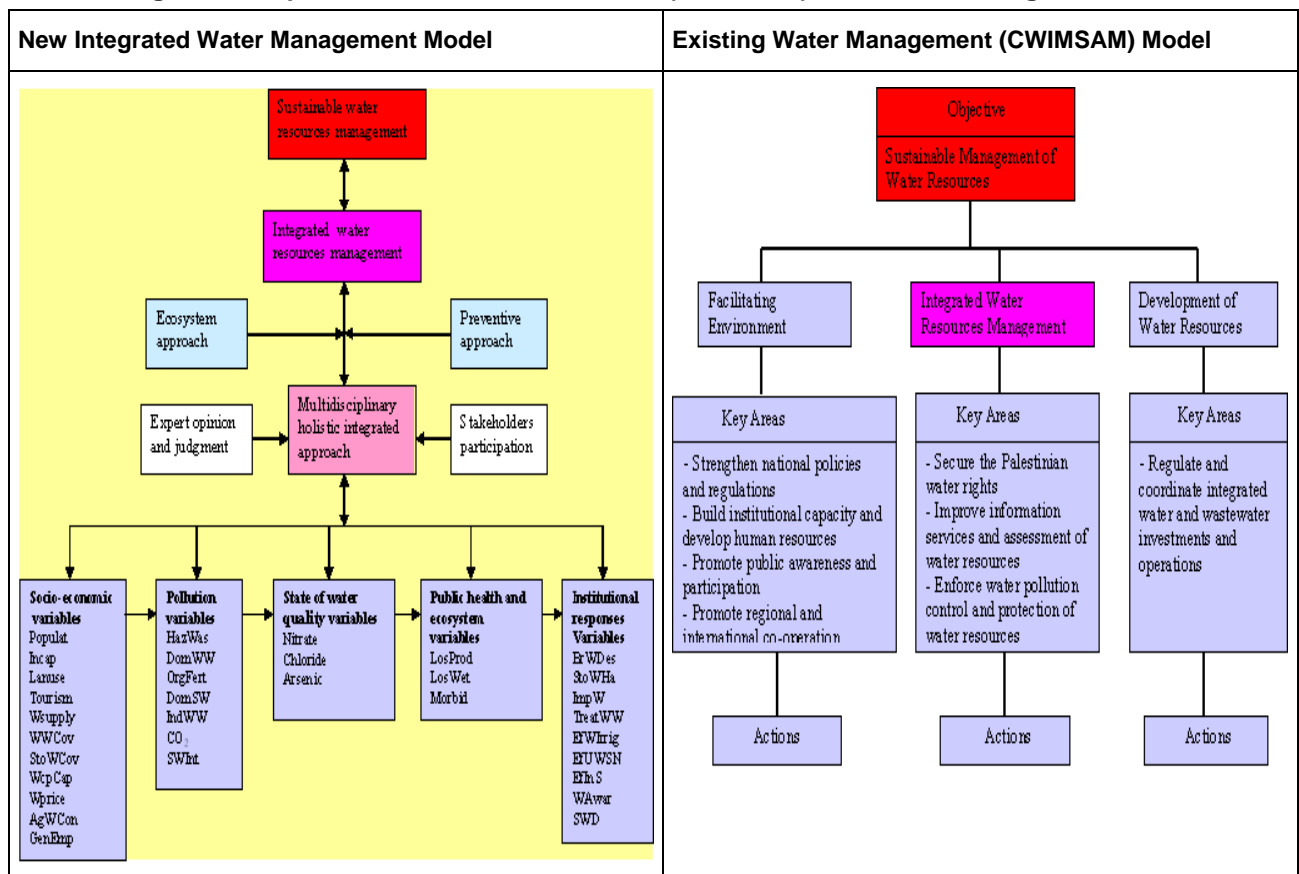 New Integrated Water Management Model
Sustainable water
resources management
Integrated water
resources management
Ecosystem
approach
Preventive
approach
Expert opinion
and judgment
Multidisciplinary
holistic integrated
approach
Stakeholders
participation
Socio-economic
variables
Populat
Incap
Lanuse
Tourism
Wsupply
WWCov
StoWCov
WcpCap
Wprice
AgWCon
GenEmp
Pollution
variables
HazWas
DomWW
OrgFert
DomSW
IndWW
CO2
SWInt
State of water
quality variables
Nitrate
Chloride
Arsenic
Public health and
ecosystem
variables
LosProd
LosWet
Morbid
Institutional
responses
Variables
BrWDes
StoWHa
ImpW
TreatWW
EfWIrrig
EfUWSN
EfInS
WAwar
SWD
Existing Water Management (CWIMSAM) Model
Objective
Sustainable Management of
Water Resources
Facilitating
Environment
Integrated Water
Resources Management
Development of
Water Resources
Key Areas
- Strengthen national policies
and regulations
- Build institutional capacity and
develop human resources
- Promote public awareness and
participation
- Promote regional and
international co-operation
Key Areas
- Secure the Palestinian
water rights
- Improve information
services and assessment of
water resources
- Enforce water pollution
control and protection of
water resources
Key Areas
- Regulate and
coordinate integrated
water and wastewater
investments and
operations
Actions
Actions
Actions